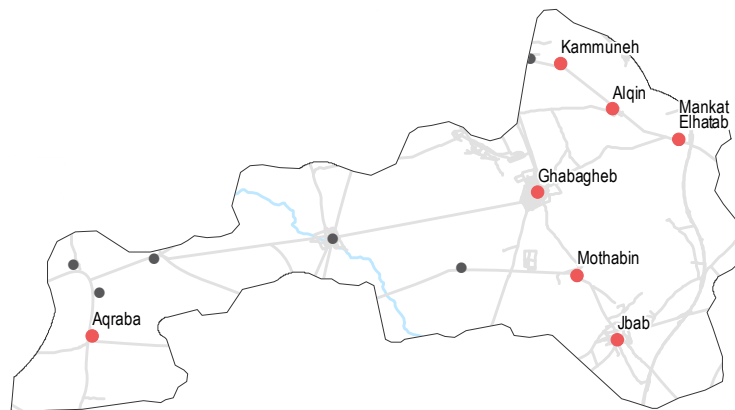 Kammuneh
Alqin
Mankat
Elhatab
Ghabagheb
Mothabin
Jbab
Aqraba